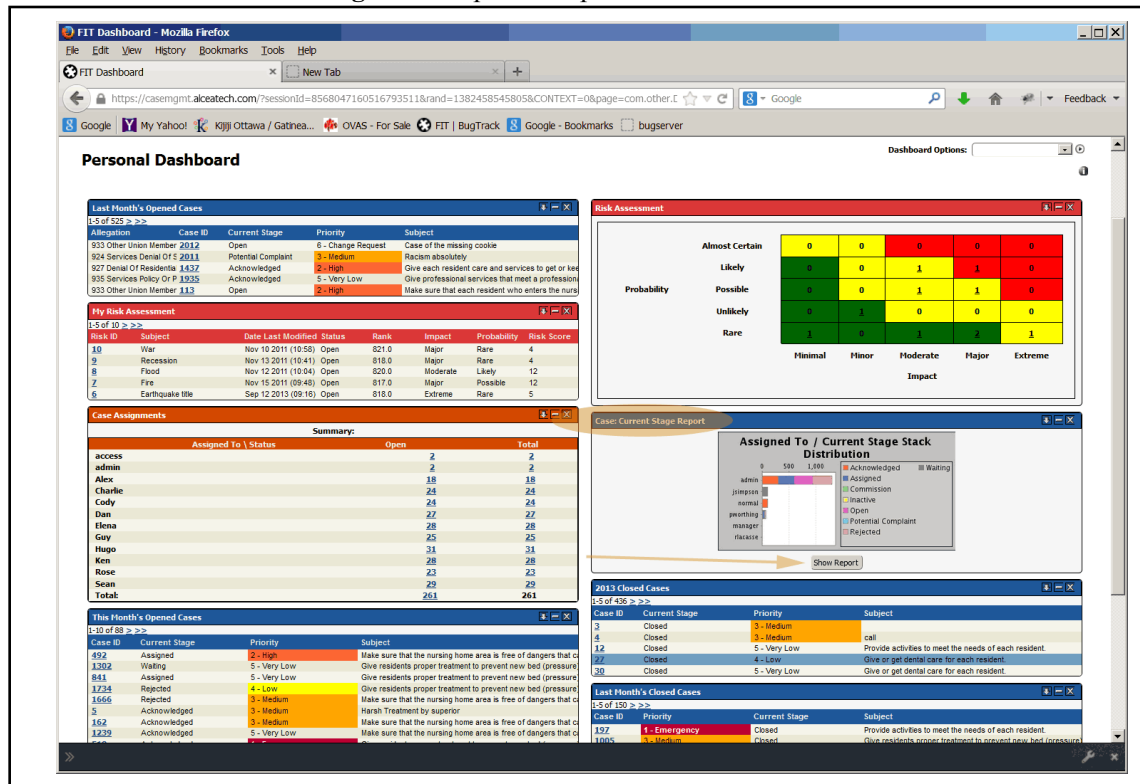 FIT Dashboard - Mozilla Firefox
File Edit View History Bookmarks Tools Help
FIT Dashboard × New Tab × +
https://casemgmt.alceatech.com/?sessionId=8568047160516793511&rand=1382458545805&CONTEXT=0&page=com.other.D Google Feedback
Google My Yahoo! Kijiji Ottawa / Gatinea... OVAS - For Sale FIT | BugTrack Google - Bookmarks bugserver
Personal Dashboard
Dashboard Options:
Last Month's Opened Cases
1-5 of 525 > >>
Allegation Case ID Current Stage Priority Subject
933 Other Union Member 2012 Open 6 - Change Request Case of the missing cookie
924 Services Denial Of S 2011 Potential Complaint 3 - Medium Racism absolutely
927 Denial Of Residentia 1437 Acknowledged 2 - High Give each resident care and services to get or kee
935 Services Policy Or P 1935 Acknowledged 5 - Very Low Give professional services that meet a profession
933 Other Union Member 113 Open 2 - High Make sure that each resident who enters the nursi
My Risk Assessment
1-5 of 10 > >>
Risk ID Subject Date Last Modified Status Rank Impact Probability Risk Score
10 War Nov 10 2011 (10:58) Open 821.0 Major Rare 4
9 Recession Nov 13 2011 (10:41) Open 818.0 Major Rare 4
8 Flood Nov 12 2011 (10:04) Open 820.0 Moderate Likely 12
7 Fire Nov 15 2011 (09:48) Open 817.0 Major Possible 12
6 Earthquake title Sep 12 2013 (09:16) Open 818.0 Extreme Rare 5
Case Assignments
Summary:
Assigned To \ Status Open Total
access 2 2
admin 2 2
Alex 18 18
Charlie 24 24
Cody 24 24
Dan 27 27
Elena 28 28
Guy 25 25
Hugo 31 31
Ken 28 28
Rose 23 23
Sean 29 29
Total: 261 261
This Month's Opened Cases
1-10 of 88 > >>
Case ID Current Stage Priority Subject
492 Assigned 2 - High Make sure that the nursing home area is free of dangers that c
1302 Waiting 5 - Very Low Give residents proper treatment to prevent new bed (pressure)
841 Assigned 5 - Very Low Give residents proper treatment to prevent new bed (pressure)
1734 Rejected 4 - Low Give residents proper treatment to prevent new bed (pressure)
1666 Rejected 3 - Medium Make sure that the nursing home area is free of dangers that c
5 Acknowledged 3 - Medium Harsh Treatment by superior
162 Acknowledged 3 - Medium Make sure that the nursing home area is free of dangers that c
1239 Acknowledged 5 - Very Low Make sure that the nursing home area is free of dangers that c
Risk Assessment
Almost Certain 0 0 0 0 0
Likely 0 0 1 1 0
Probability Possible 0 0 1 1 0
Unlikely 0 1 0 0 0
Rare 1 0 1 2 1
Minimal Minor Moderate Major Extreme
Impact
Case: Current Stage Report
Assigned To / Current Stage Stack
Distribution
0 500 1,000
admin
jsimpson
normal
pworthing
manager
rlacasse
Acknowledged Waiting
Assigned
Commission
Inactive
Open
Potential Complaint
Rejected
Show Report
2013 Closed Cases
1-5 of 436 > >>
Case ID Current Stage Priority Subject
3 Closed 3 - Medium
4 Closed 3 - Medium call
12 Closed 5 - Very Low Provide activities to meet the needs of each resident.
27 Closed 4 - Low Give or get dental care for each resident.
30 Closed 5 - Very Low Give or get dental care for each resident.
Last Month's Closed Cases
1-5 of 150 > >>
Case ID Priority Current Stage Subject
197 1 - Emergency Closed Provide activities to meet the needs of each resident.
1005 3 - Medium Closed Give residents proper treatment to prevent new bed (pressure)